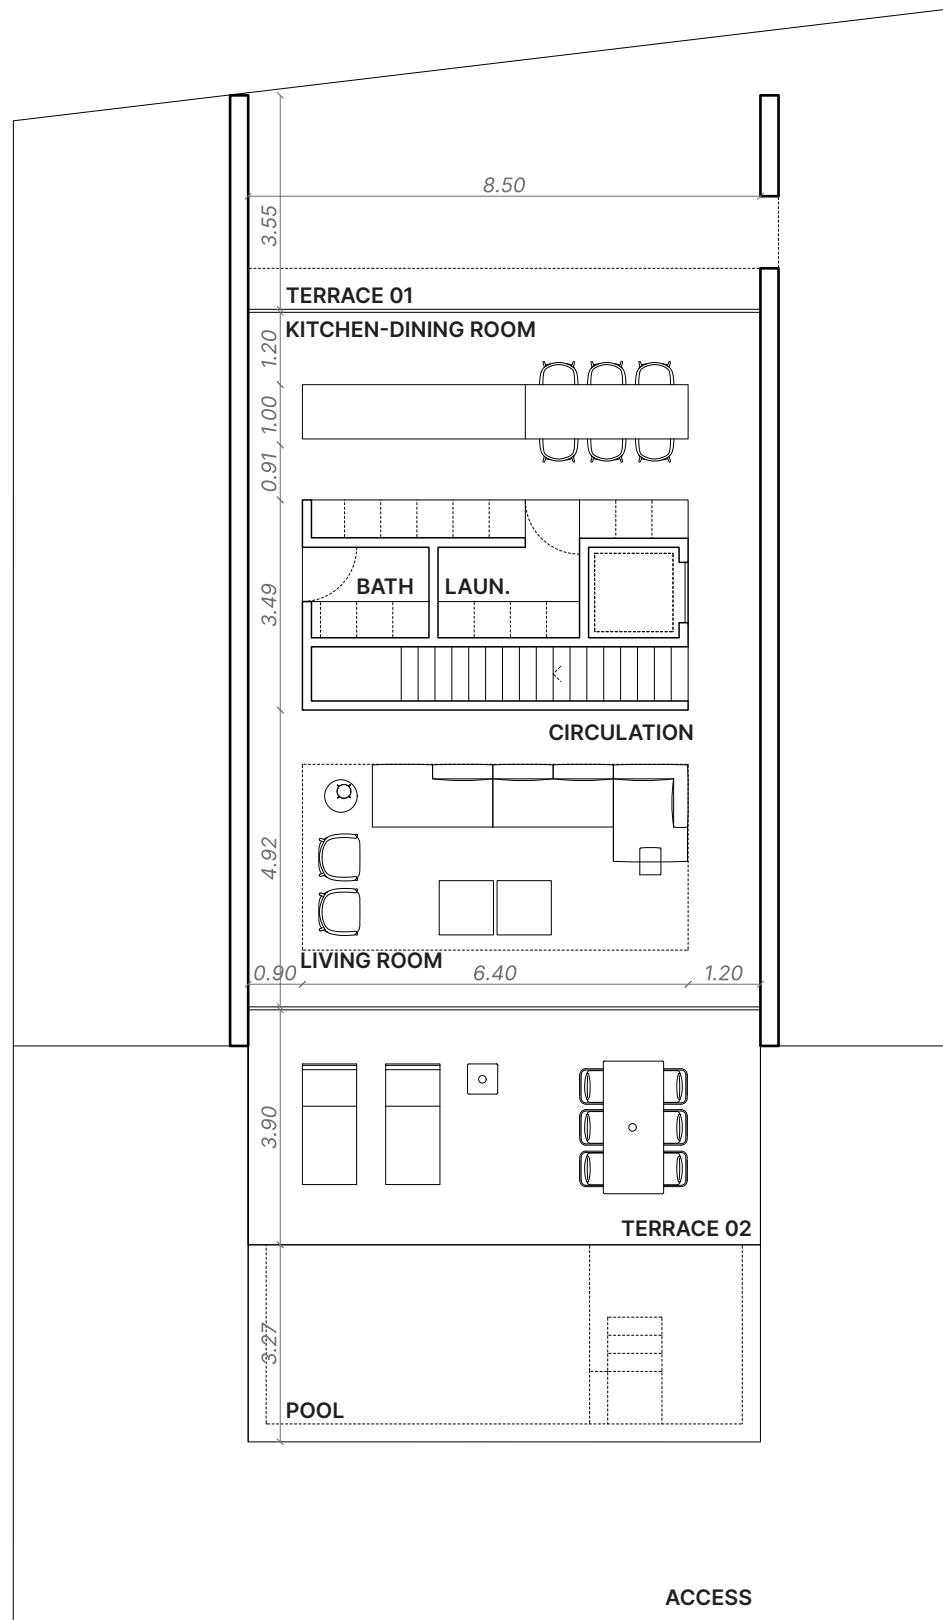 8.50
3.55
TERRACE 01
KITCHEN-DINING ROOM
1.20
1.00
0.91
BATH
LAUN.
3.49
CIRCULATION
4.92
LIVING ROOM
0.90
6.40
1.20
3.90
TERRACE 02
3.27
POOL
ACCESS